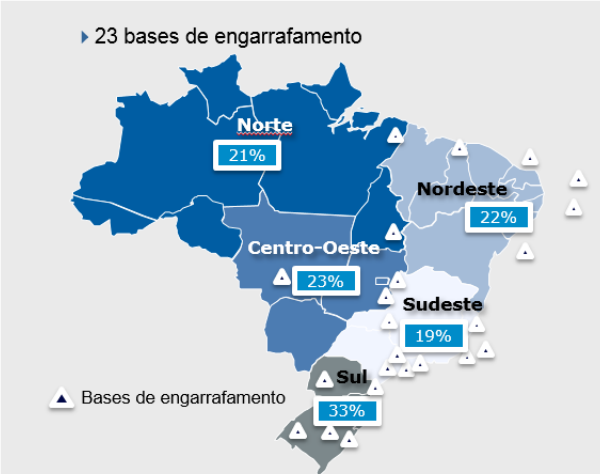 23 bases de engarrafamento
Norte
21%
Nordeste
22%
Centro-Oeste
23%
Sudeste
19%
Sul
33%
Bases de engarrafamento